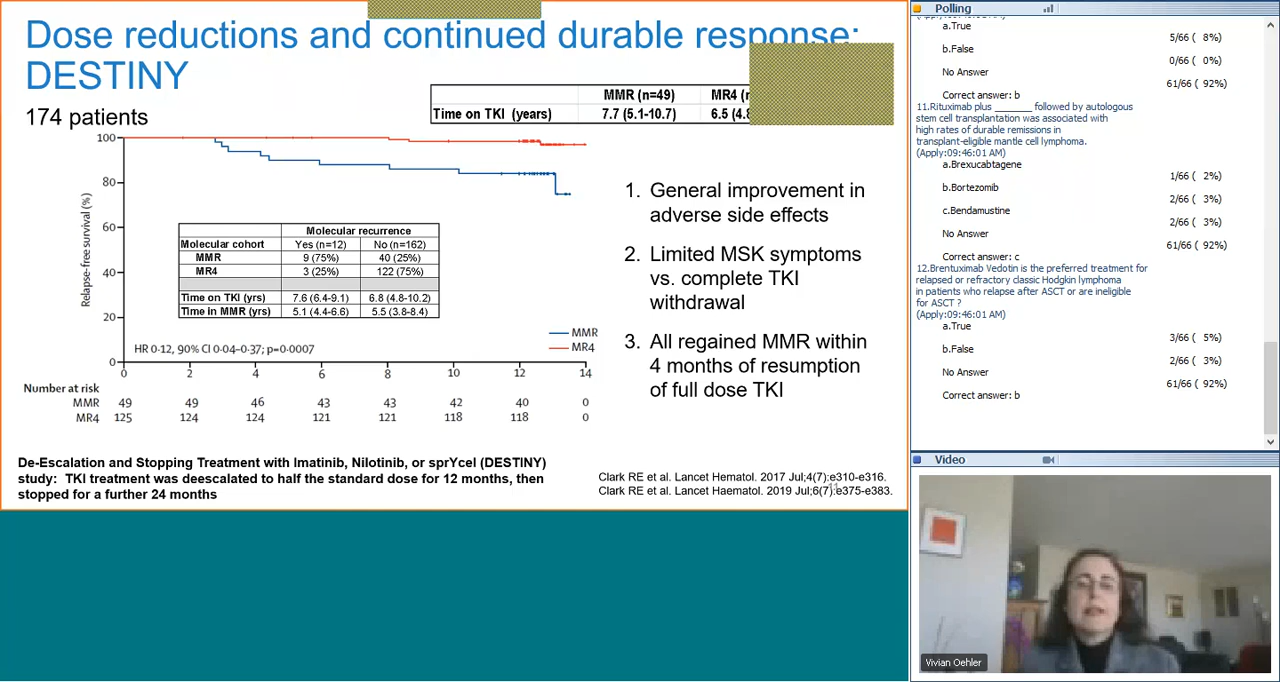 Dose reductions and continued durable response:
DESTINY
174 patients
MMR (n=49) MR4
Time on TKI (years) 7.7 (5.1-10.7) 6.5
100
80
60
40
20
0
Relapse-free survival (%)
Molecular recurrence
Molecular cohort Yes (n=12) No (n=162)
MMR 9 (75%) 40 (25%)
MR4 3 (25%) 122 (75%)
Time on TKI (yrs) 7.6 (6.4-9.1) 6.8 (4.8-10.2)
Time in MMR (yrs) 5.1 (4.4-6.6) 5.5 (3.8-8.4)
MMR
MR4
HR 0·12, 90% CI 0·04–0·37; p=0·0007
0 2 4 6 8 10 12 14
Number at risk
MMR 49 49 46 43 43 42 40 0
MR4 125 124 124 121 121 118 118 0
1. General improvement in
adverse side effects
2. Limited MSK symptoms
vs. complete TKI
withdrawal
3. All regained MMR within
4 months of resumption
of full dose TKI
De-Escalation and Stopping Treatment with Imatinib, Nilotinib, or sprYcel (DESTINY)
study: TKI treatment was deescalated to half the standard dose for 12 months, then
stopped for a further 24 months
Clark RE et al. Lancet Hematol. 2017 Jul;4(7):e310-e316.
Clark RE et al. Lancet Haematol. 2019 Jul;6(7):e375-e383.
11
Polling
a.True
5/66 ( 8%)
b.False
0/66 ( 0%)
No Answer
61/66 ( 92%)
Correct answer: b
11.Rituximab plus _______ followed by autologous
stem cell transplantation was associated with
high rates of durable remissions in
transplant-eligible mantle cell lymphoma.
(Apply:09:46:01 AM)
a.Brexucabtagene
1/66 ( 2%)
b.Bortezomib
2/66 ( 3%)
c.Bendamustine
2/66 ( 3%)
No Answer
61/66 ( 92%)
Correct answer: c
12.Brentuximab Vedotin is the preferred treatment for
relapsed or refractory classic Hodgkin lymphoma
in patients who relapse after ASCT or are ineligible
for ASCT ?
(Apply:09:46:01 AM)
a.True
3/66 ( 5%)
b.False
2/66 ( 3%)
No Answer
61/66 ( 92%)
Correct answer: b
Video
Vivian Oehler